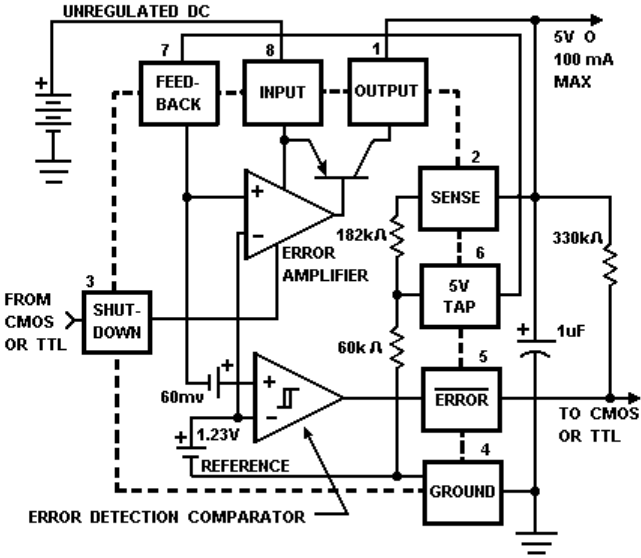 UNREGULATED DC
7
8
1
5V @
100 mA
MAX
FEED-
BACK
INPUT
OUTPUT
+
2
SENSE
+
−
182kΩ
330kΩ
ERROR
AMPLIFIER
6
5V
TAP
3
FROM
CMOS
OR TTL
SHUT-
DOWN
+
1uF
60kΩ
5
+
60mv
+
−
ERROR
TO CMOS
OR TTL
+
1.23V
REFERENCE
4
GROUND
ERROR DETECTION COMPARATOR